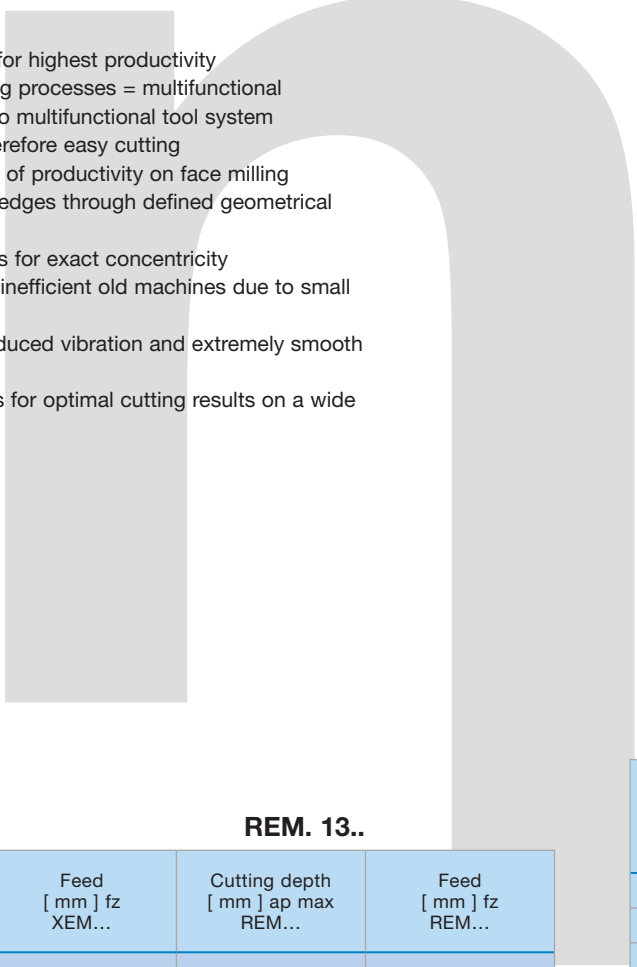 for highest productivity
g processes = multifunctional
o multifunctional tool system
erefore easy cutting
of productivity on face milling
edges through defined geometrical
s for exact concentricity
inefficient old machines due to small
duced vibration and extremely smooth
s for optimal cutting results on a wide
REM. 13..
Feed
[ mm ] fz
XEM...
Cutting depth
[ mm ] ap max
REM...
Feed
[ mm ] fz
REM...